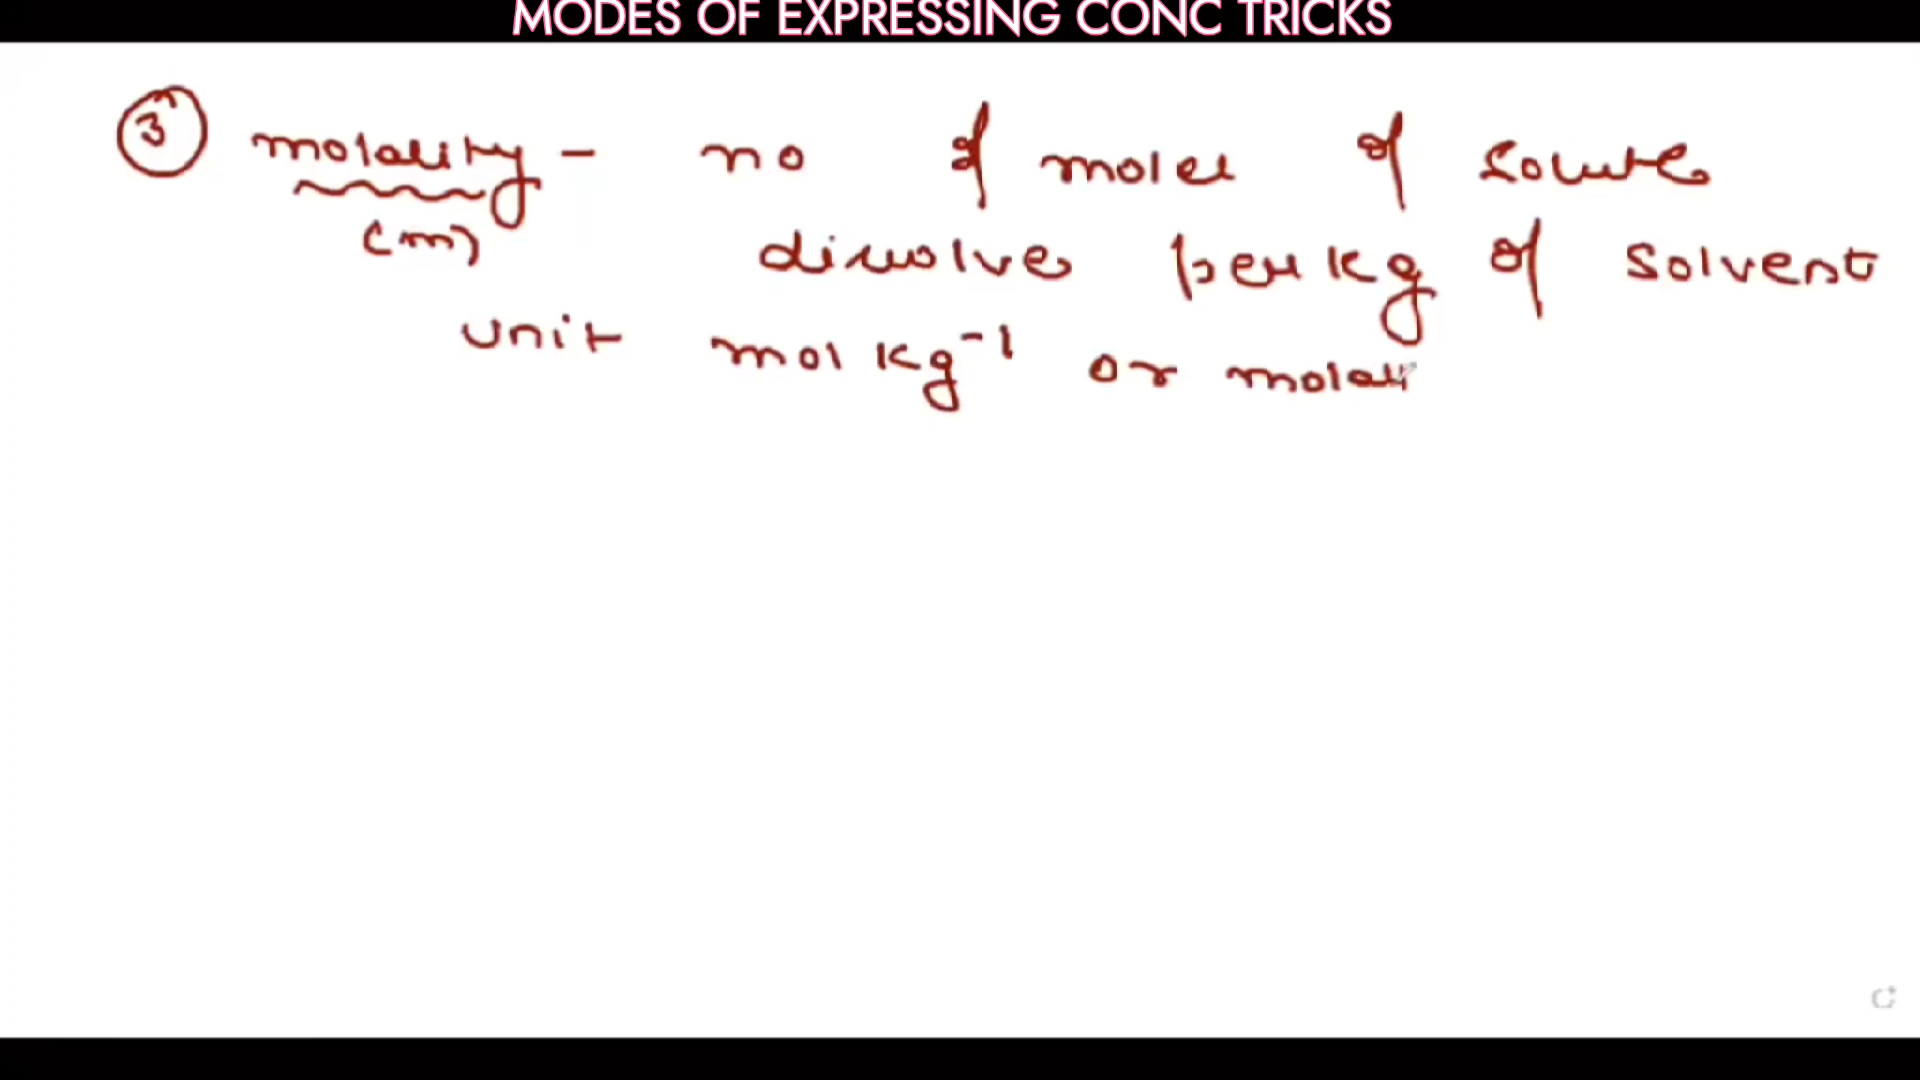 MODES OF EXPRESSING CONC TRICKS
③ molality - no of moles of solute
(m) dissolve per kg of solvent
unit mol kg⁻¹ or molal